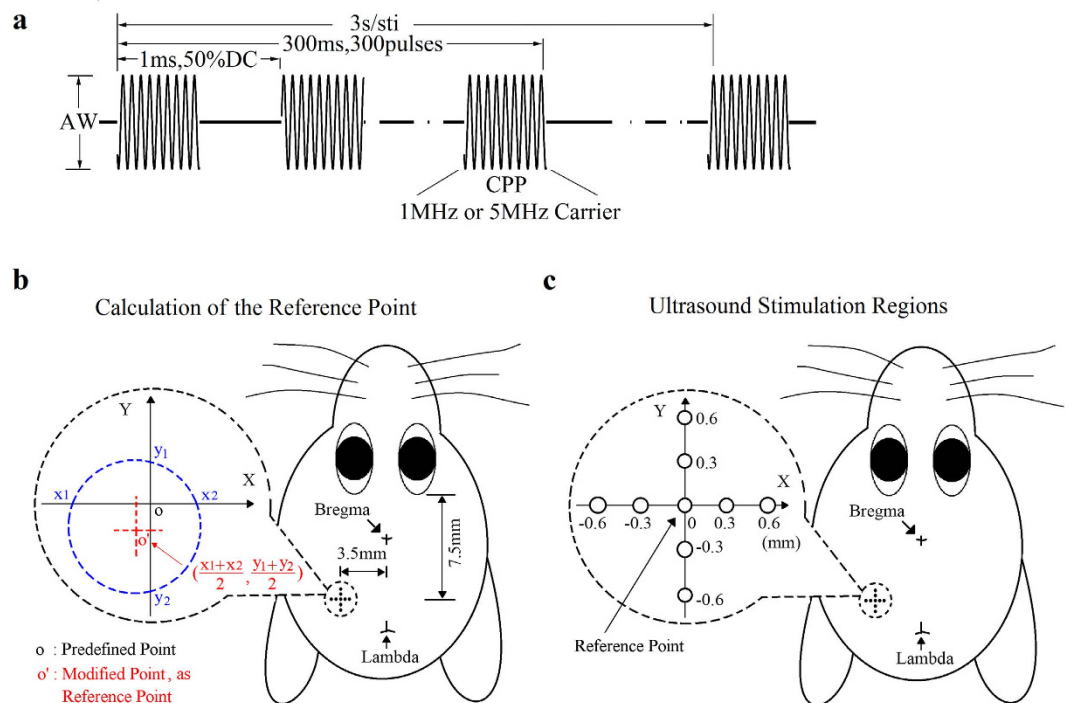 a
3s/sti
300ms,300pulses
1ms,50%DC
AW
CPP
1MHz or 5MHz Carrier
b
Calculation of the Reference Point
Y
y1
x1
x2
X
o
o'
(x1+x2/2, y1+y2/2)
y2
Bregma
3.5mm
7.5mm
Lambda
o : Predefined Point
o' : Modified Point, as
Reference Point
c
Ultrasound Stimulation Regions
Y
0.6
0.3
X
-0.6 -0.3 0 0.3 0.6
(mm)
-0.3
-0.6
Reference Point
Bregma
Lambda